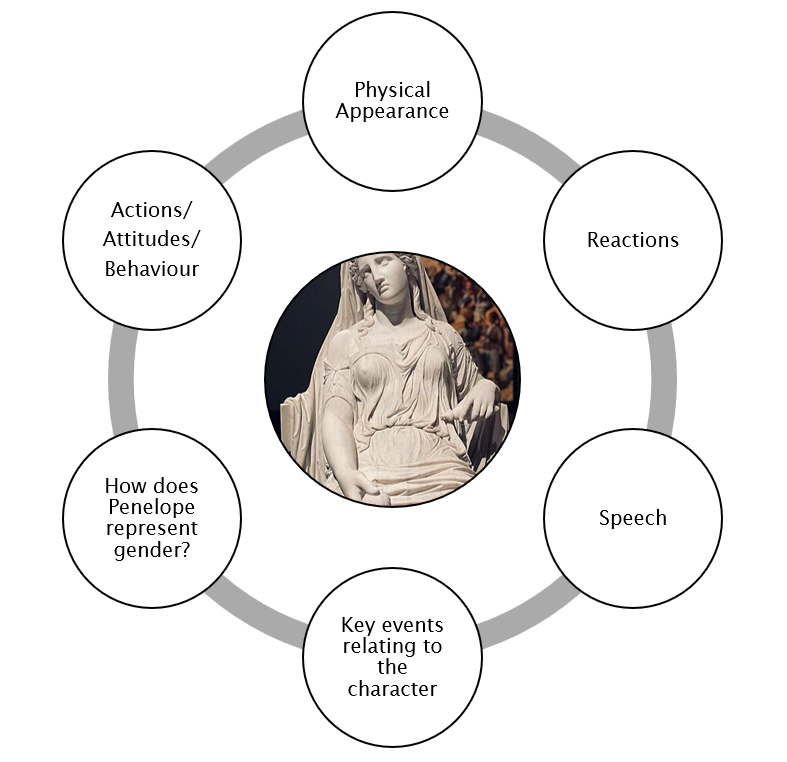 Physical
Appearance
Reactions
Speech
Key events
relating to
the
character
How does
Penelope
represent
gender?
Actions/
Attitudes/
Behaviour